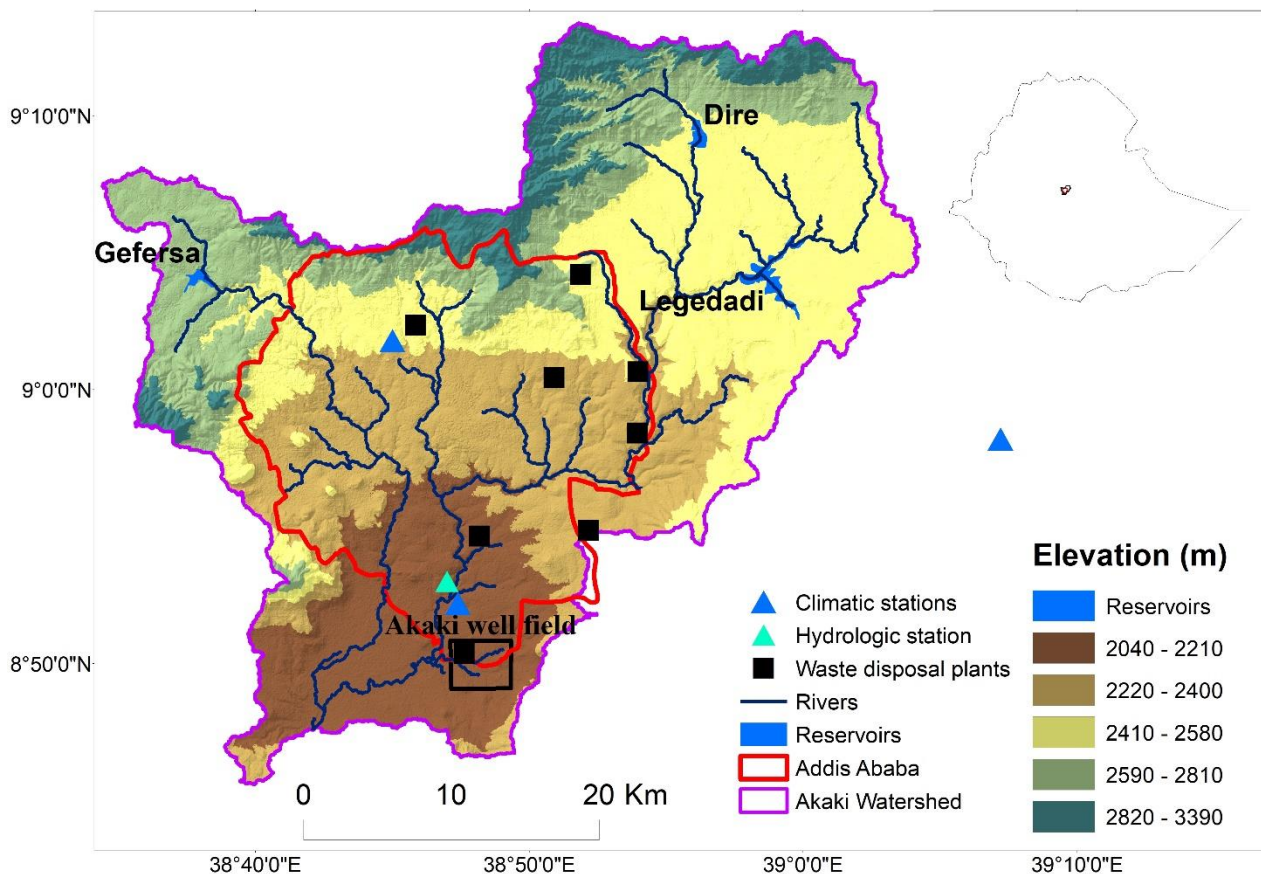 9°10'0"N
9°0'0"N
8°50'0"N
Dire
Gefersa
Legedadi
Akaki well field
0 10 20 Km
Climatic stations
Hydrologic station
Waste disposal plants
Rivers
Reservoirs
Addis Ababa
Akaki Watershed
Elevation (m)
Reservoirs
2040 - 2210
2220 - 2400
2410 - 2580
2590 - 2810
2820 - 3390
38°40'0"E 38°50'0"E 39°0'0"E 39°10'0"E